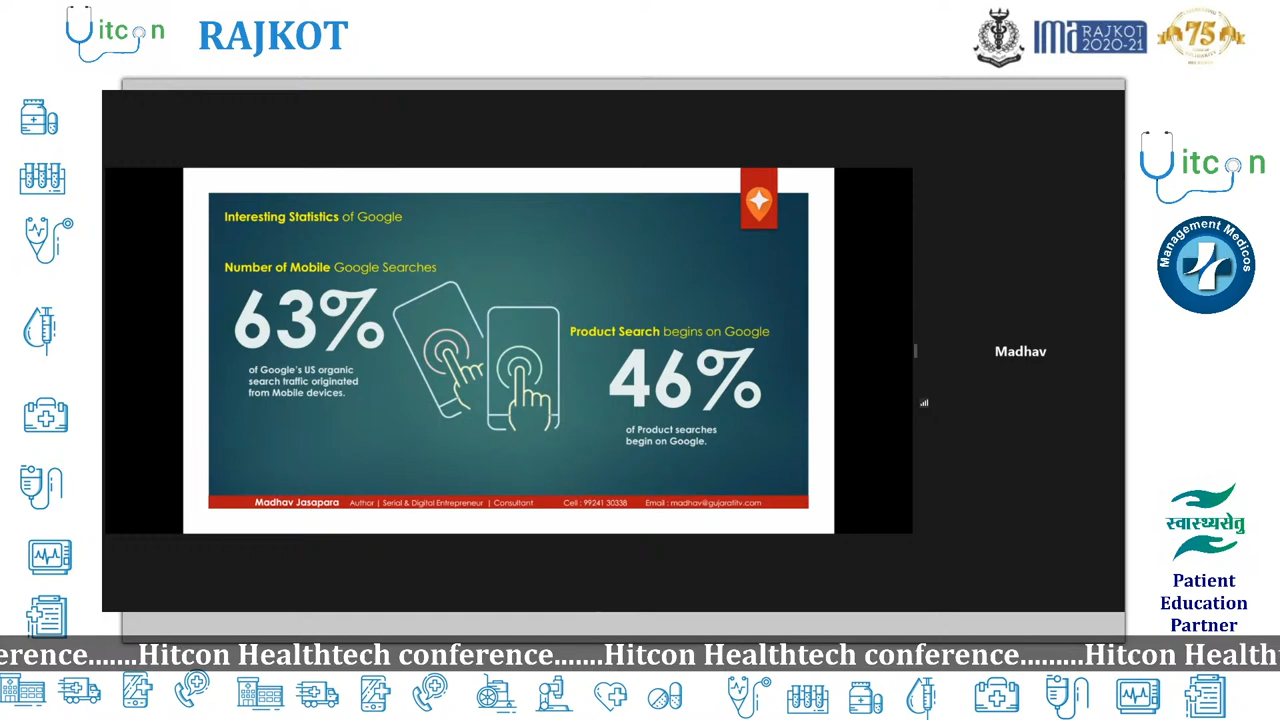 itcon
RAJKOT
ima RAJKOT
2020-21
75
itcon
Management Medicos
Interesting Statistics of Google
Number of Mobile Google Searches
63%
of Google's US organic
search traffic originated
from Mobile devices.
Product Search begins on Google
46%
of Product searches
begin on Google.
Madhav Jasapara Author | Serial & Digital Entrepreneur | Consultant Cell : 99241 30338 Email : madhav@gujaratitv.com
Madhav
स्वास्थ्यसेतु
Patient
Education
Partner
erence.......Hitcon Healthtech conference.......Hitcon Healthtech conference.........Hitcon Health